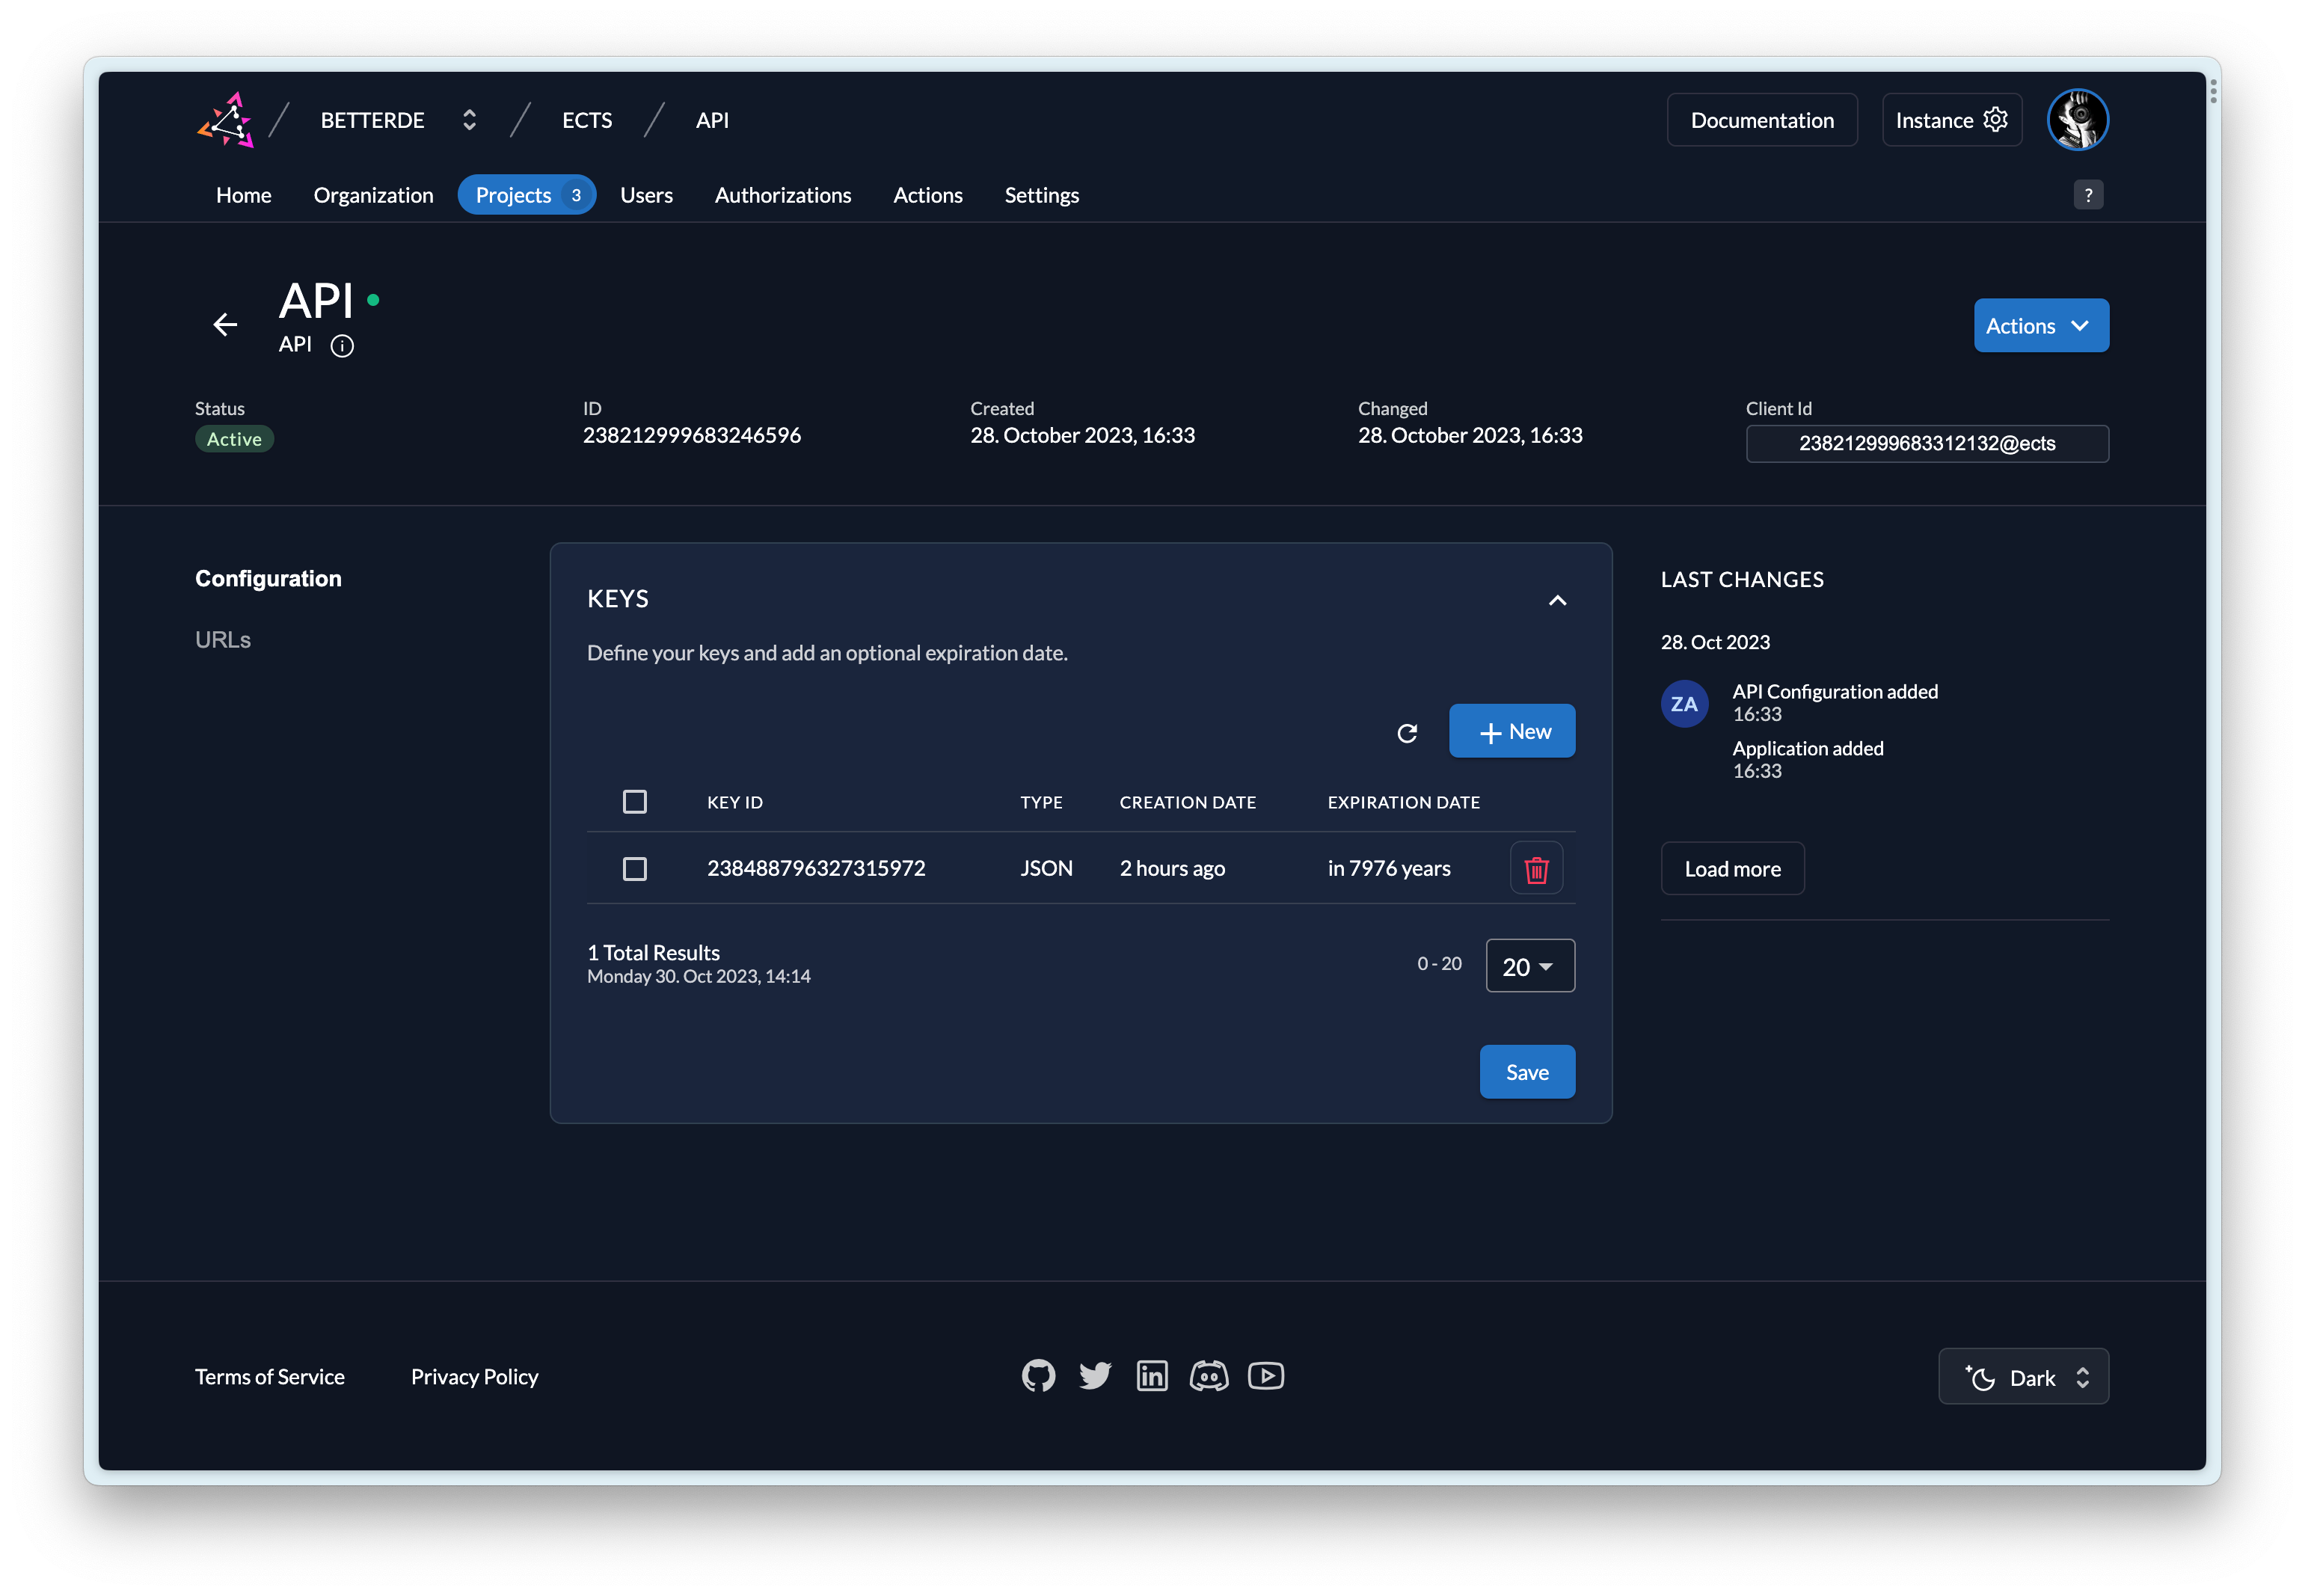 BETTERDE
ECTS
API
Documentation
Instance
Home
Organization
Projects 3
Users
Authorizations
Actions
Settings
?
API
API
Actions
Status
Active
ID
238212999683246596
Created
28. October 2023, 16:33
Changed
28. October 2023, 16:33
Client Id
238212999683312132@ects
Configuration
URLs
KEYS
Define your keys and add an optional expiration date.
New
KEY ID TYPE CREATION DATE EXPIRATION DATE
238488796327315972 JSON 2 hours ago in 7976 years
1 Total Results
Monday 30. Oct 2023, 14:14
0 - 20
20
Save
LAST CHANGES
28. Oct 2023
ZA
API Configuration added
16:33
Application added
16:33
Load more
Terms of Service
Privacy Policy
Dark